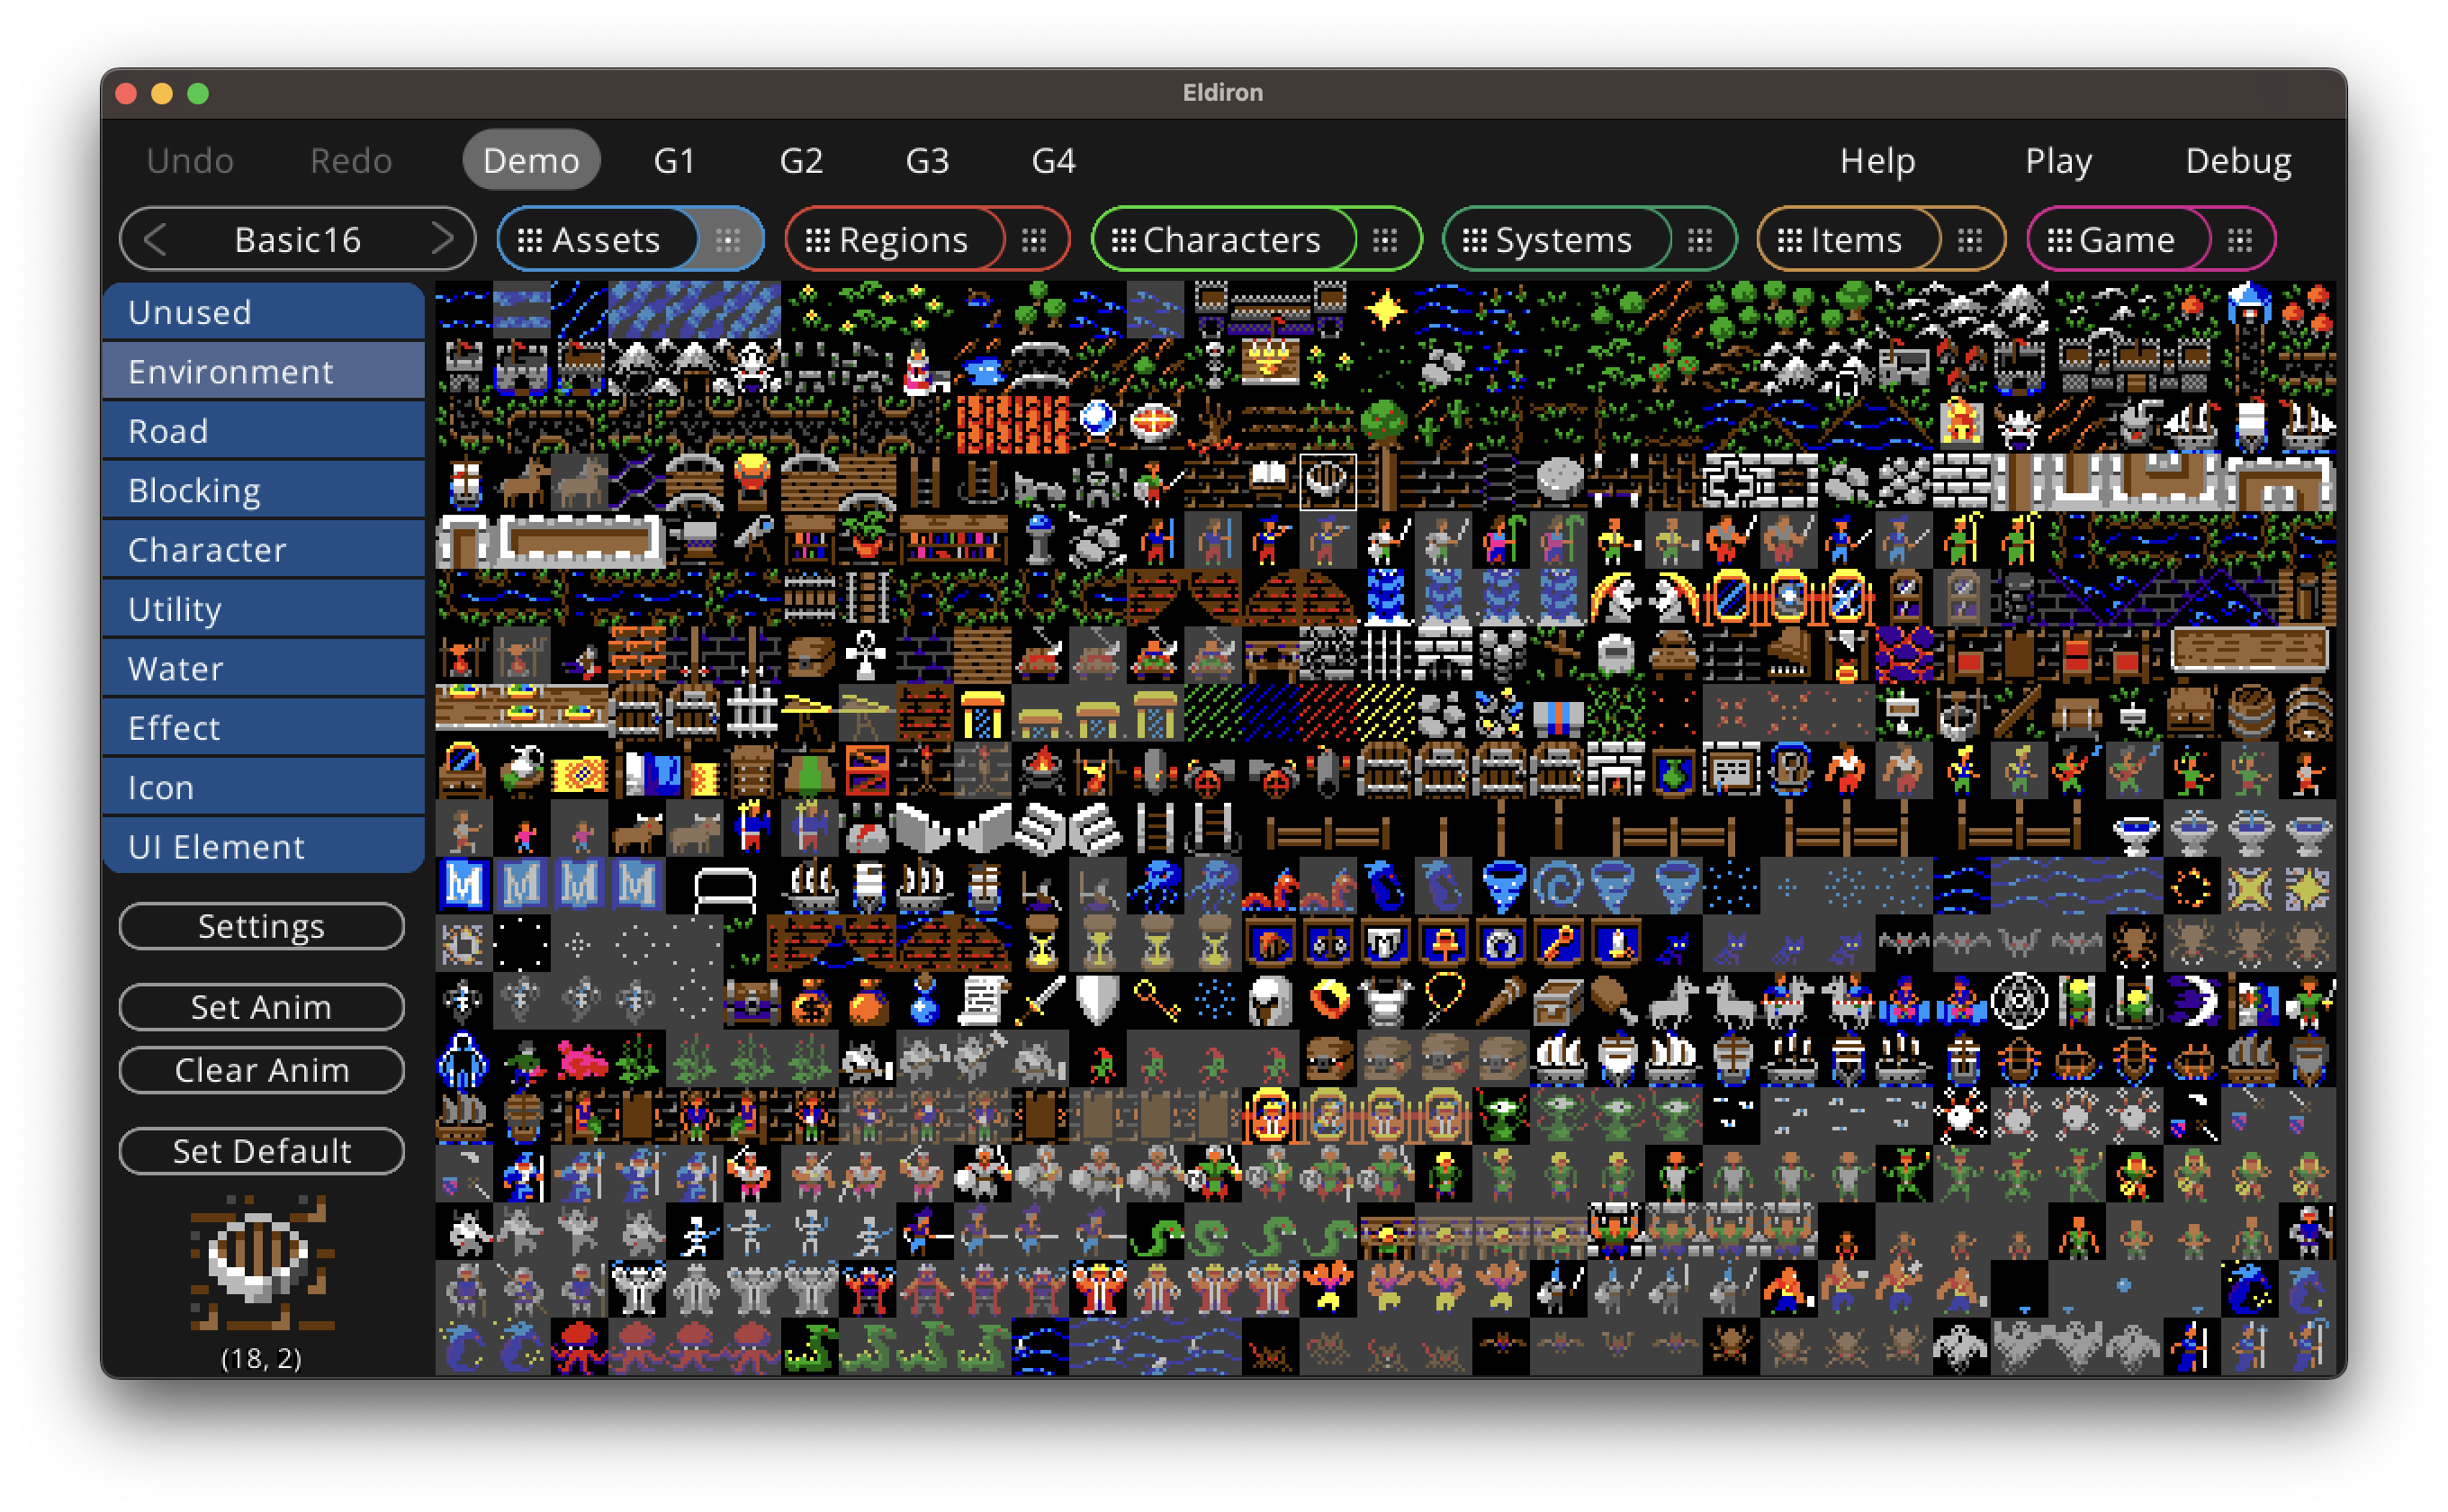 Eldiron
Undo Redo Demo G1 G2 G3 G4 Help Play Debug
Basic16 Assets Regions Characters Systems Items Game
Unused
Environment
Road
Blocking
Character
Utility
Water
Effect
Icon
UI Element
Settings
Set Anim
Clear Anim
Set Default
(18, 2)